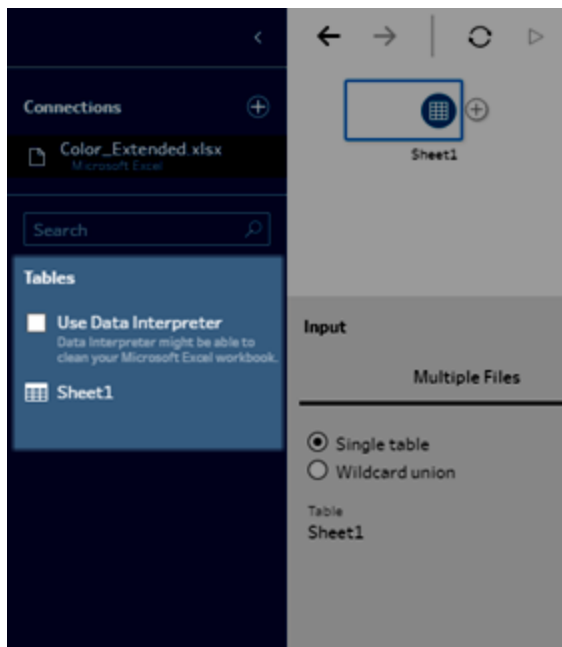 Connections
Color_Extended.xlsx
Microsoft Excel
Search
Tables
Use Data Interpreter
Data Interpreter might be able to
clean your Microsoft Excel workbook.
Sheet1
Sheet1
Input
Multiple Files
Single table
Wildcard union
Table
Sheet1